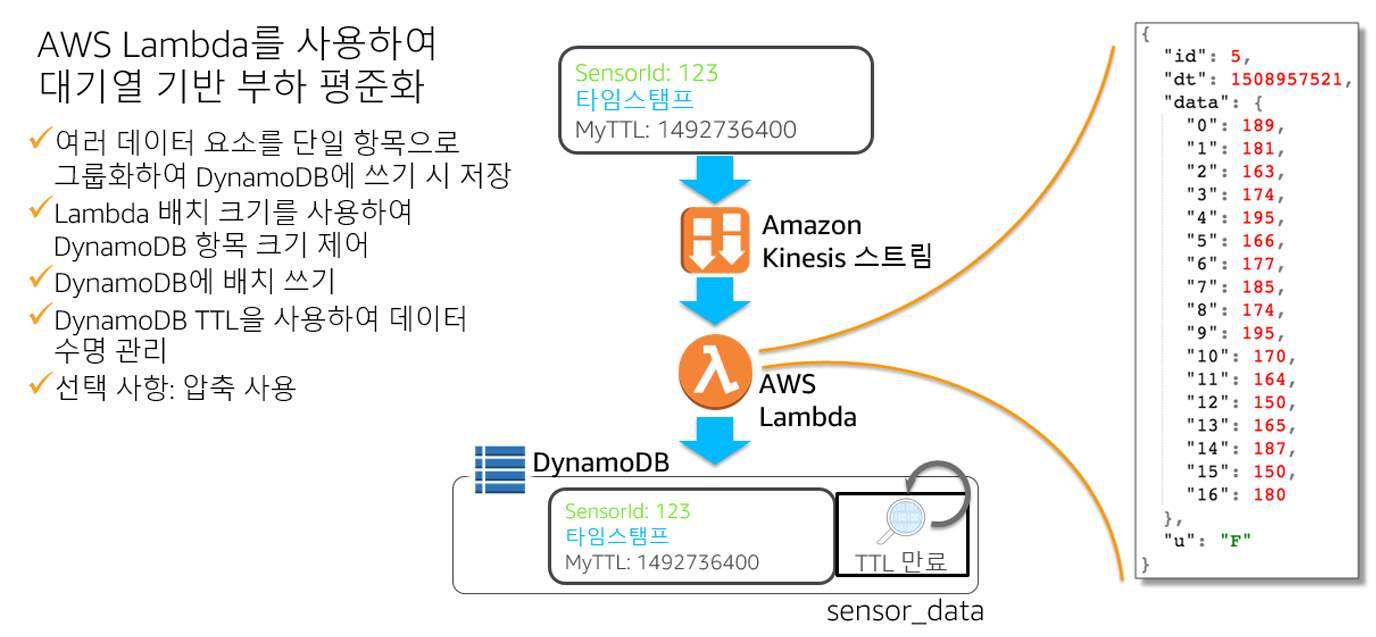 AWS Lambda를 사용하여
대기열 기반 부하 평준화
여러 데이터 요소를 단일 항목으로
그룹화하여 DynamoDB에 쓰기 시 저장
Lambda 배치 크기를 사용하여
DynamoDB 항목 크기 제어
DynamoDB에 배치 쓰기
DynamoDB TTL을 사용하여 데이터
수명 관리
선택 사항: 압축 사용
SensorId: 123
타임스탬프
MyTTL: 1492736400
Amazon
Kinesis 스트림
AWS
Lambda
DynamoDB
SensorId: 123
타임스탬프
MyTTL: 1492736400
TTL 만료
sensor_data
{
"id": 5,
"dt": 1508957521,
"data": {
"0": 189,
"1": 181,
"2": 163,
"3": 174,
"4": 195,
"5": 166,
"6": 177,
"7": 185,
"8": 174,
"9": 195,
"10": 170,
"11": 164,
"12": 150,
"13": 165,
"14": 187,
"15": 150,
"16": 180
},
"u": "F"
}